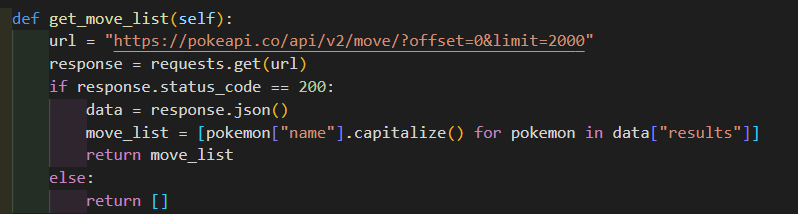 def get_move_list(self):
    url = "https://pokeapi.co/api/v2/move/?offset=0&limit=2000"
    response = requests.get(url)
    if response.status_code == 200:
        data = response.json()
        move_list = [pokemon["name"].capitalize() for pokemon in data["results"]]
        return move_list
    else:
        return []